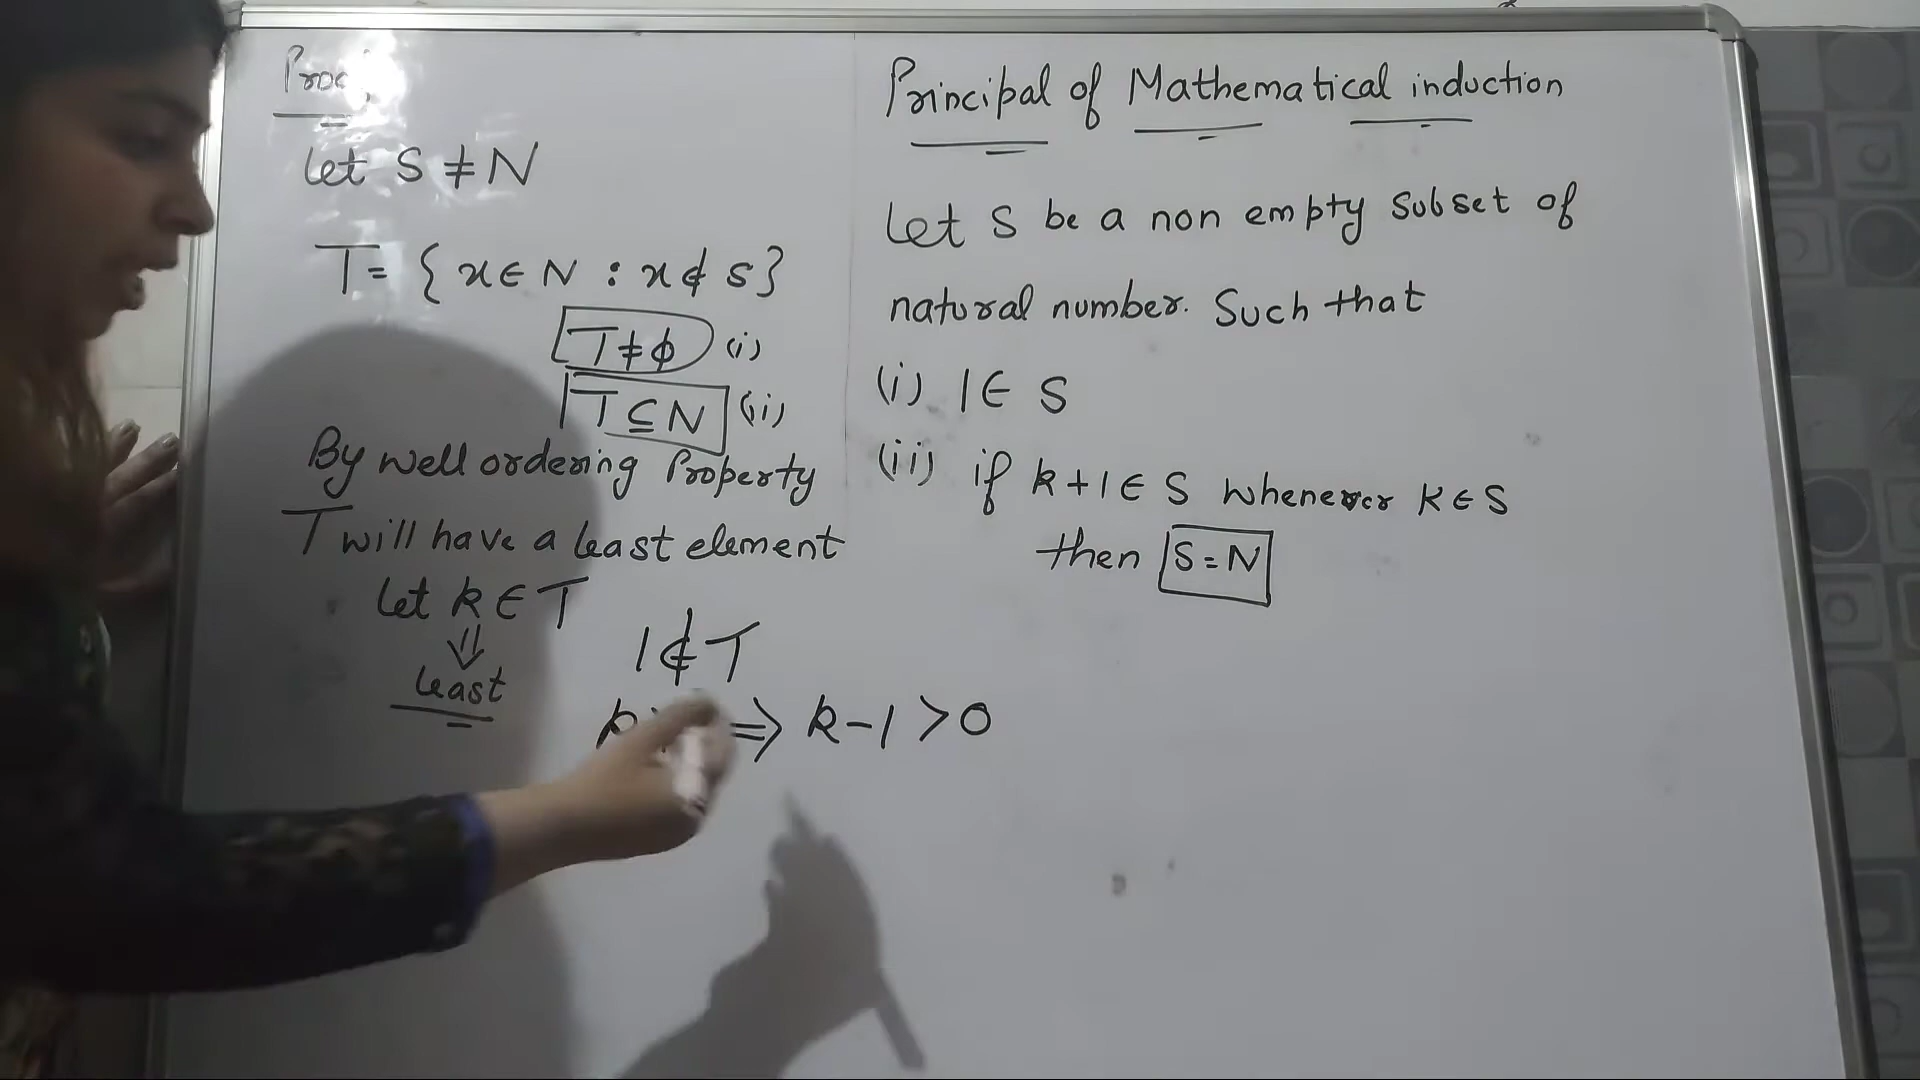 Proof
let S ≠ N
T = { x ∈ N : x ∉ S }
T ≠ ϕ (i)
T ⊆ N (ii)
By well ordering Property
T will have a least element
let k ∈ T
⇓
least
1 ∉ T
k ⇒ k-1 > 0
Principal of Mathematical induction
Let S be a non empty subset of
natural number. Such that
(i) 1 ∈ S
(ii) if k+1 ∈ S whenever k ∈ S
then S = N